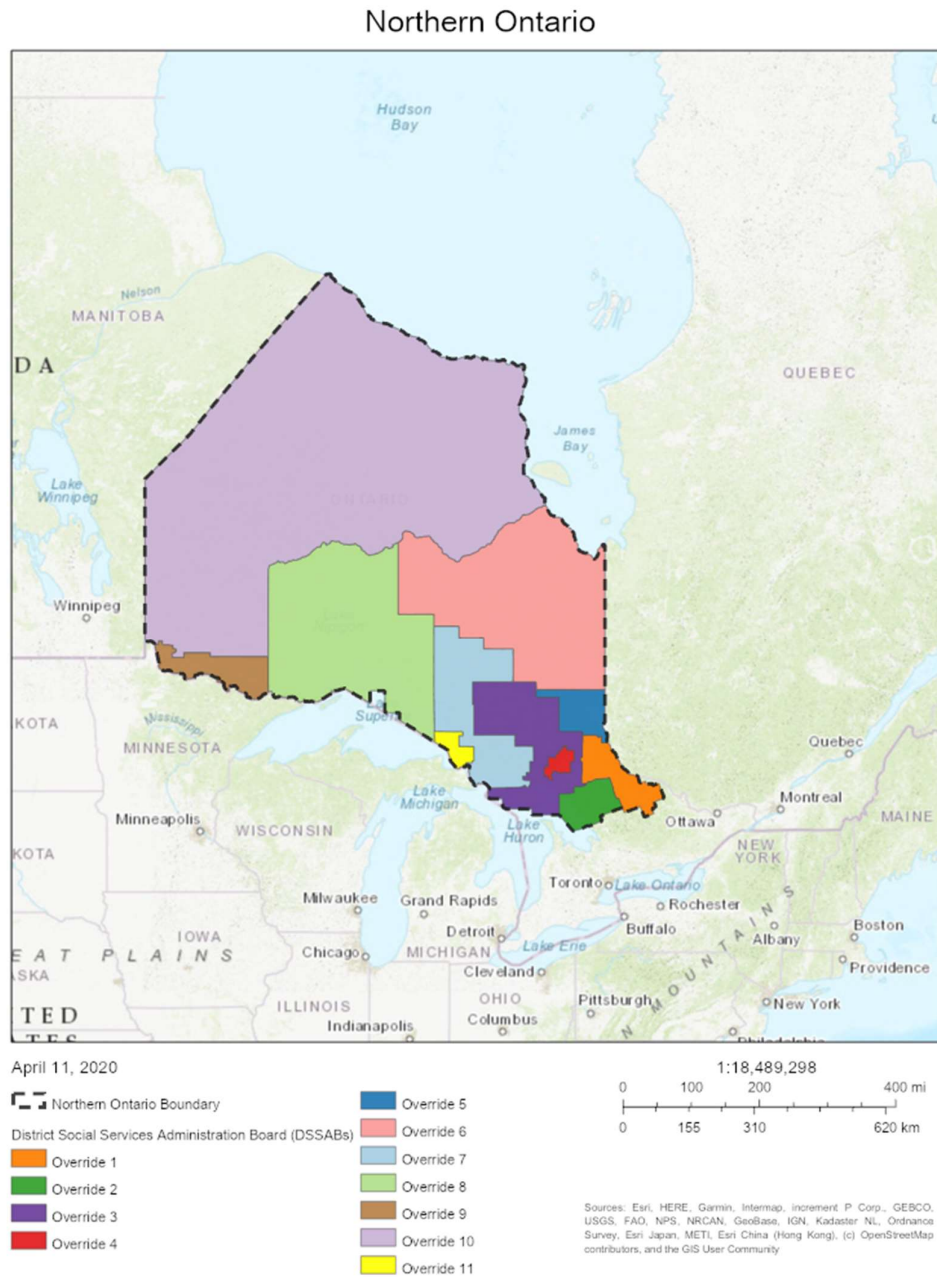 Northern Ontario
Hudson
Bay
Nelson
MANITOBA
DA
QUEBEC
James
Bay
Lake
Winnipeg
ONTARIO
Winnipeg
KOTA
Mississippi
MINNESOTA
Quebec
Lake
Michigan
Montreal
MAINE
Minneapolis
WISCONSIN
Lake
Huron
Ottawa
KOTA
NEW
YORK
Toronto
Lake Ontario
Milwaukee
Grand Rapids
Rochester
Detroit
Buffalo
Boston
IOWA
Albany
EAT PLAINS
Chicago
MICHIGAN
Lake Erie
Providence
ASKA
Cleveland
N MOUNTAINS
ILLINOIS
OHIO
Pittsburgh
New York
ITED
Indianapolis
Columbus
TES
Philadelphia
April 11, 2020
1:18,489,298
0 100 200 400 mi
0 155 310 620 km
Northern Ontario Boundary
District Social Services Administration Board (DSSABs)
Override 1
Override 2
Override 3
Override 4
Override 5
Override 6
Override 7
Override 8
Override 9
Override 10
Override 11
Sources: Esri, HERE, Garmin, Intermap, increment P Corp., GEBCO,
USGS, FAO, NPS, NRCAN, GeoBase, IGN, Kadaster NL, Ordnance
Survey, Esri Japan, METI, Esri China (Hong Kong), (c) OpenStreetMap
contributors, and the GIS User Community